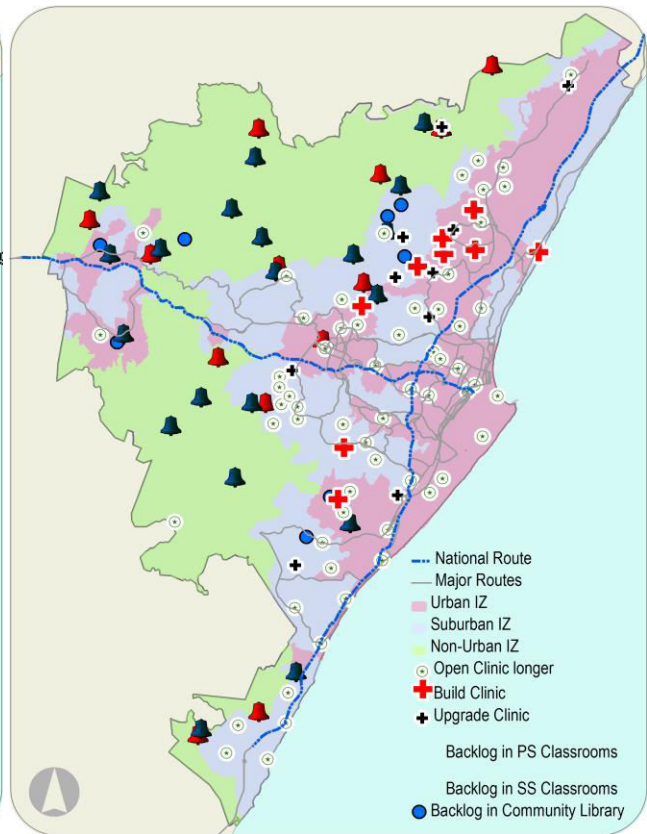 National Route
Major Routes
Urban IZ
Suburban IZ
Non-Urban IZ
Open Clinic longer
Build Clinic
Upgrade Clinic
Backlog in PS Classrooms
Backlog in SS Classrooms
Backlog in Community Library